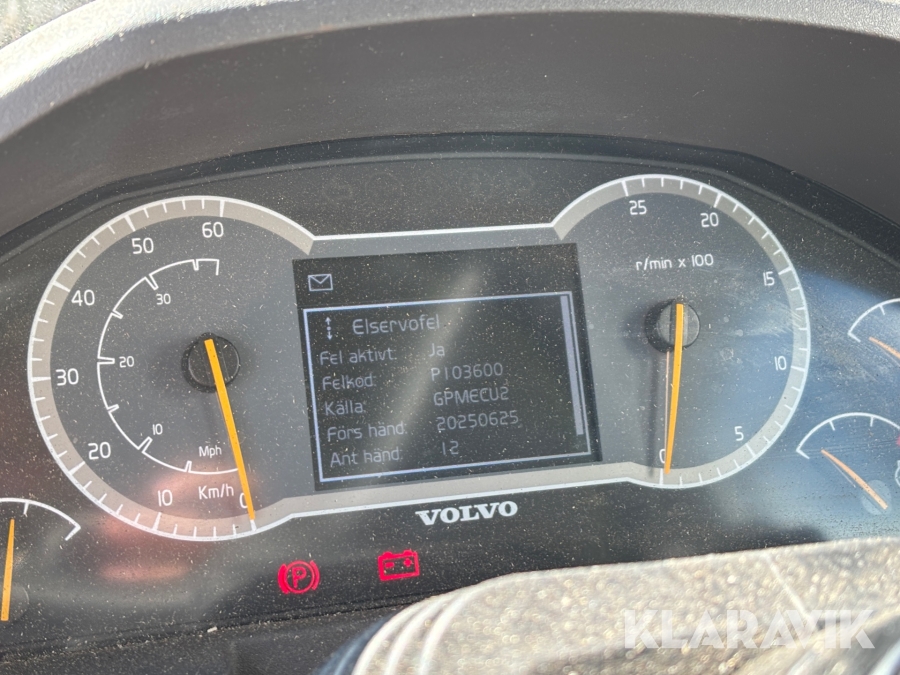 60
50
40
30
20
10
0
30
20
10
Mph
Km/h
Elservofel
Fel aktivt: Ja
Felkod: P103600
Källa: GPMECU2
Förs händ: 20250625
Ant händ: 12
25
20
15
10
5
0
r/min x 100
VOLVO
P
KLARAVIK